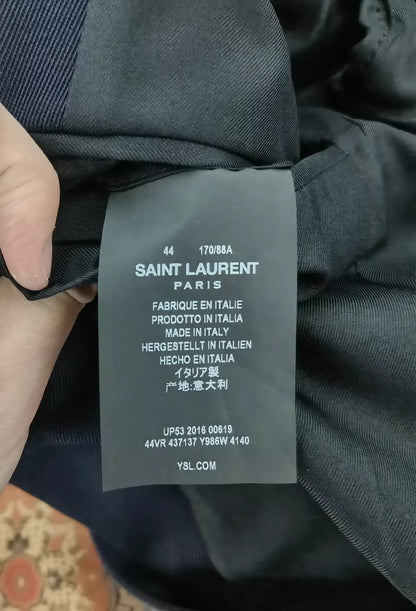 44 170/88A
SAINT LAURENT
PARIS
FABRIQUE EN ITALIE
PRODOTTO IN ITALIA
MADE IN ITALY
HERGESTELLT IN ITALIEN
HECHO EN ITALIA
イタリア製
产地:意大利
UP53 2016 00619
44VR 437137 Y986W 4140
YSL.COM